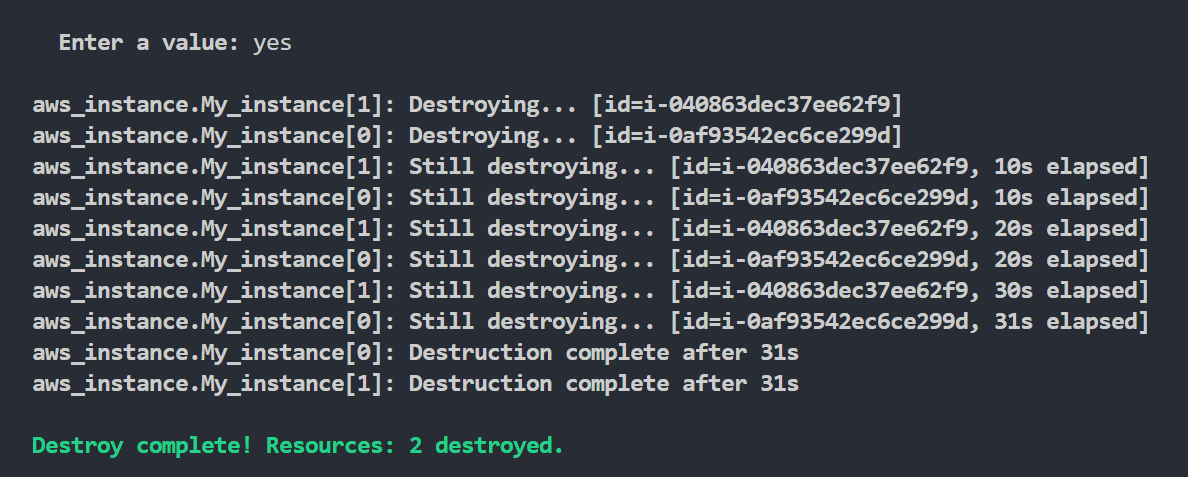 Enter a value: yes
aws_instance.My_instance[1]: Destroying... [id=i-040863dec37ee62f9]
aws_instance.My_instance[0]: Destroying... [id=i-0af93542ec6ce299d]
aws_instance.My_instance[1]: Still destroying... [id=i-040863dec37ee62f9, 10s elapsed]
aws_instance.My_instance[0]: Still destroying... [id=i-0af93542ec6ce299d, 10s elapsed]
aws_instance.My_instance[1]: Still destroying... [id=i-040863dec37ee62f9, 20s elapsed]
aws_instance.My_instance[0]: Still destroying... [id=i-0af93542ec6ce299d, 20s elapsed]
aws_instance.My_instance[1]: Still destroying... [id=i-040863dec37ee62f9, 30s elapsed]
aws_instance.My_instance[0]: Still destroying... [id=i-0af93542ec6ce299d, 31s elapsed]
aws_instance.My_instance[0]: Destruction complete after 31s
aws_instance.My_instance[1]: Destruction complete after 31s
Destroy complete! Resources: 2 destroyed.